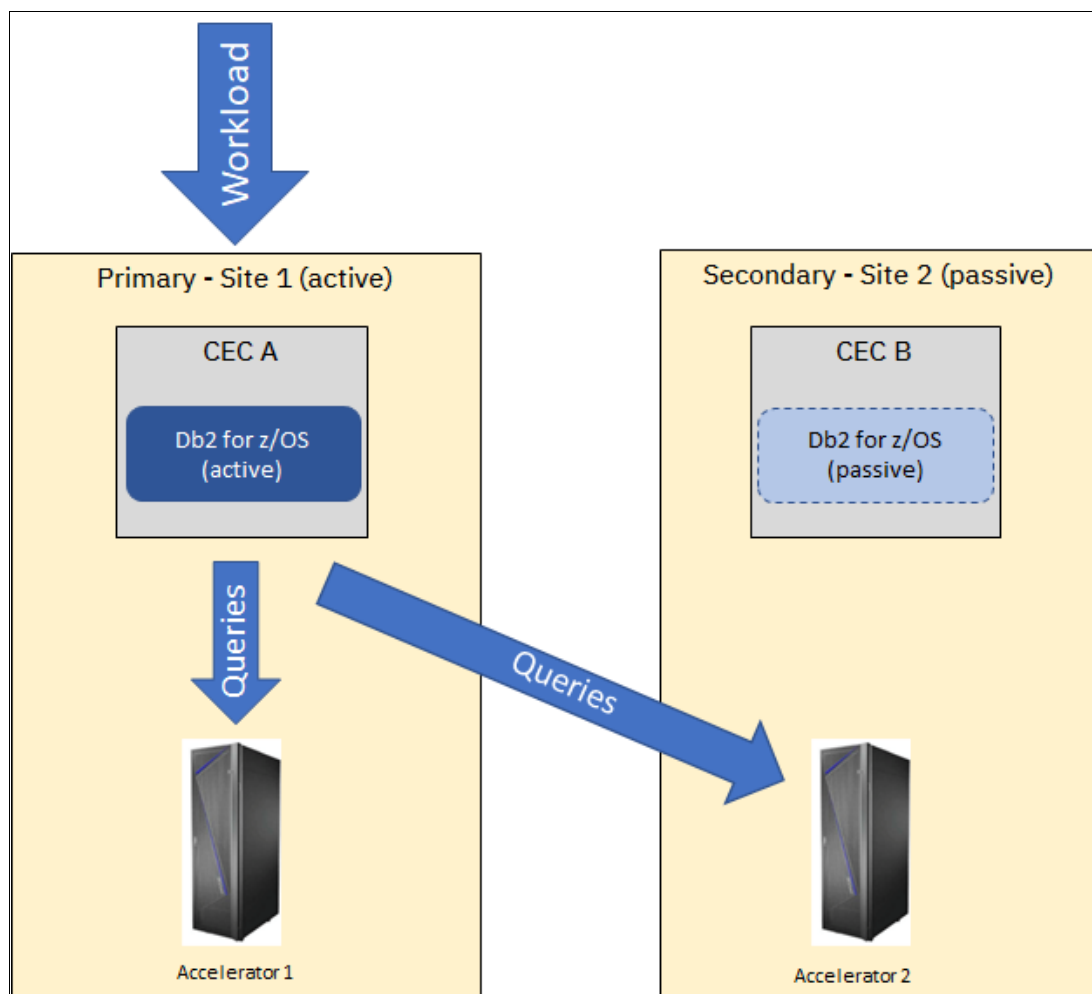 Workload
Primary - Site 1 (active)
Secondary - Site 2 (passive)
CEC A
CEC B
Db2 for z/OS
(active)
Db2 for z/OS
(passive)
Queries
Queries
Accelerator 1
Accelerator 2